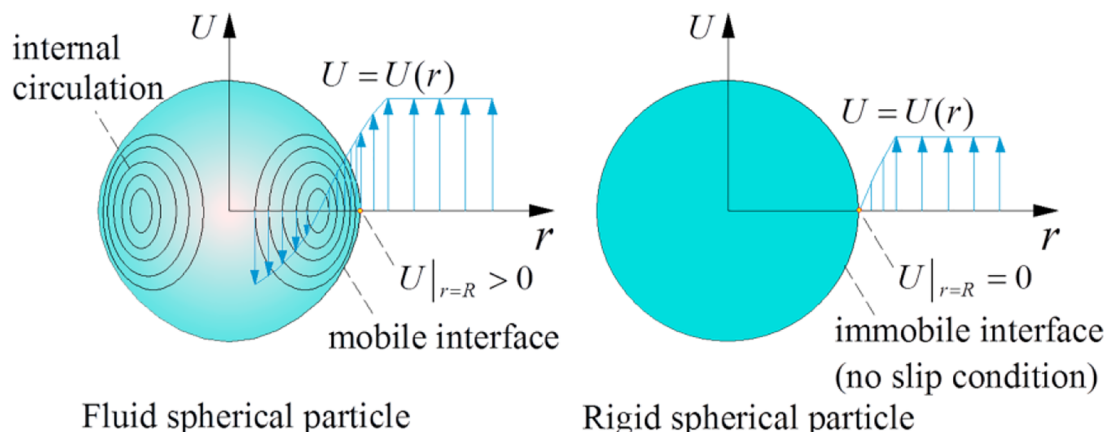 U
internal
circulation
U = U(r)
r
U|r=R > 0
mobile interface
Fluid spherical particle
U
U = U(r)
r
U|r=R = 0
immobile interface
(no slip condition)
Rigid spherical particle